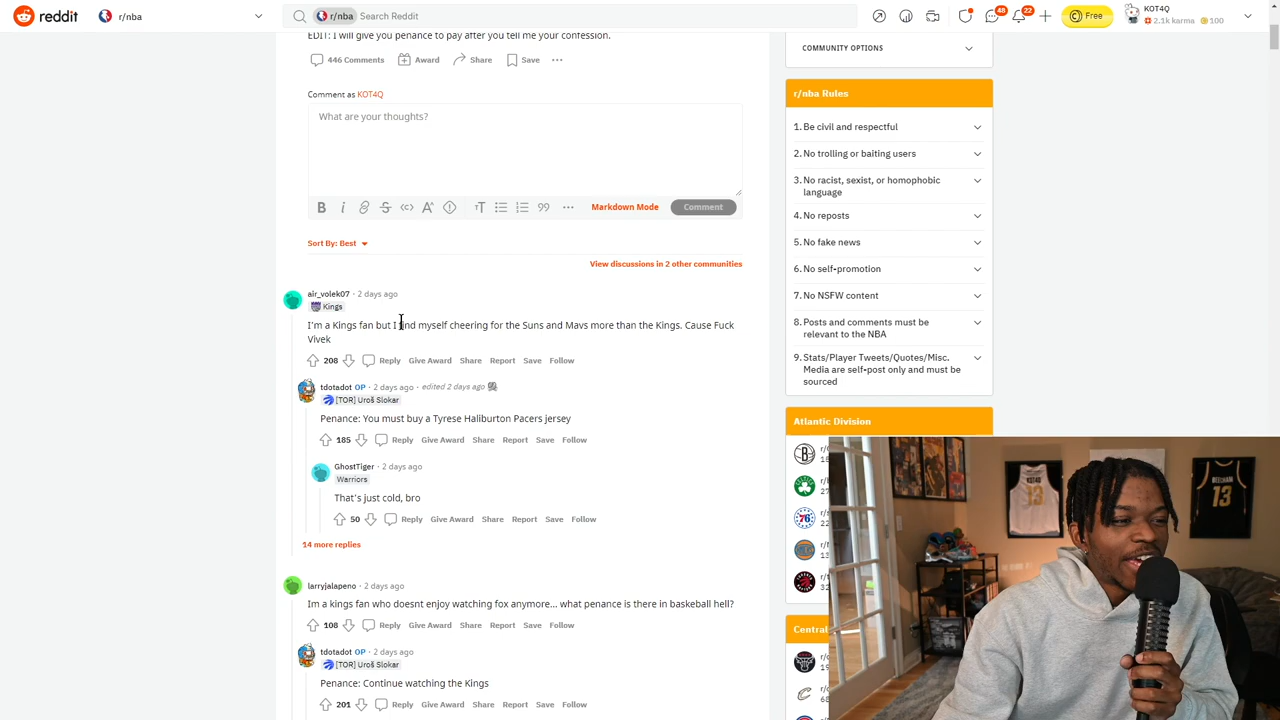 reddit
r/nba
r/nba Search Reddit
48
22
Free
KOT4Q
2.1k karma 100
EDIT: I will give you penance to pay after you tell me your confession.
446 Comments Award Share Save
Comment as KOT4Q
What are your thoughts?
B i Markdown Mode Comment
Sort By: Best
View discussions in 2 other communities
air_volek07 · 2 days ago
Kings
I'm a Kings fan but I find myself cheering for the Suns and Mavs more than the Kings. Cause Fuck
Vivek
208 Reply Give Award Share Report Save Follow
tdotadot OP · 2 days ago · edited 2 days ago
[TOR] Uroš Slokar
Penance: You must buy a Tyrese Haliburton Pacers jersey
185 Reply Give Award Share Report Save Follow
GhostTiger · 2 days ago
Warriors
That's just cold, bro
50 Reply Give Award Share Report Save Follow
14 more replies
larryjalapeno · 2 days ago
Im a kings fan who doesnt enjoy watching fox anymore... what penance is there in baskeball hell?
108 Reply Give Award Share Report Save Follow
tdotadot OP · 2 days ago
[TOR] Uroš Slokar
Penance: Continue watching the Kings
201 Reply Give Award Share Report Save Follow
COMMUNITY OPTIONS
r/nba Rules
1. Be civil and respectful
2. No trolling or baiting users
3. No racist, sexist, or homophobic
language
4. No reposts
5. No fake news
6. No self-promotion
7. No NSFW content
8. Posts and comments must be
relevant to the NBA
9. Stats/Player Tweets/Quotes/Misc.
Media are self-post only and must be
sourced
Atlantic Division
Central
KOT4Q
13
BEECHAM
13